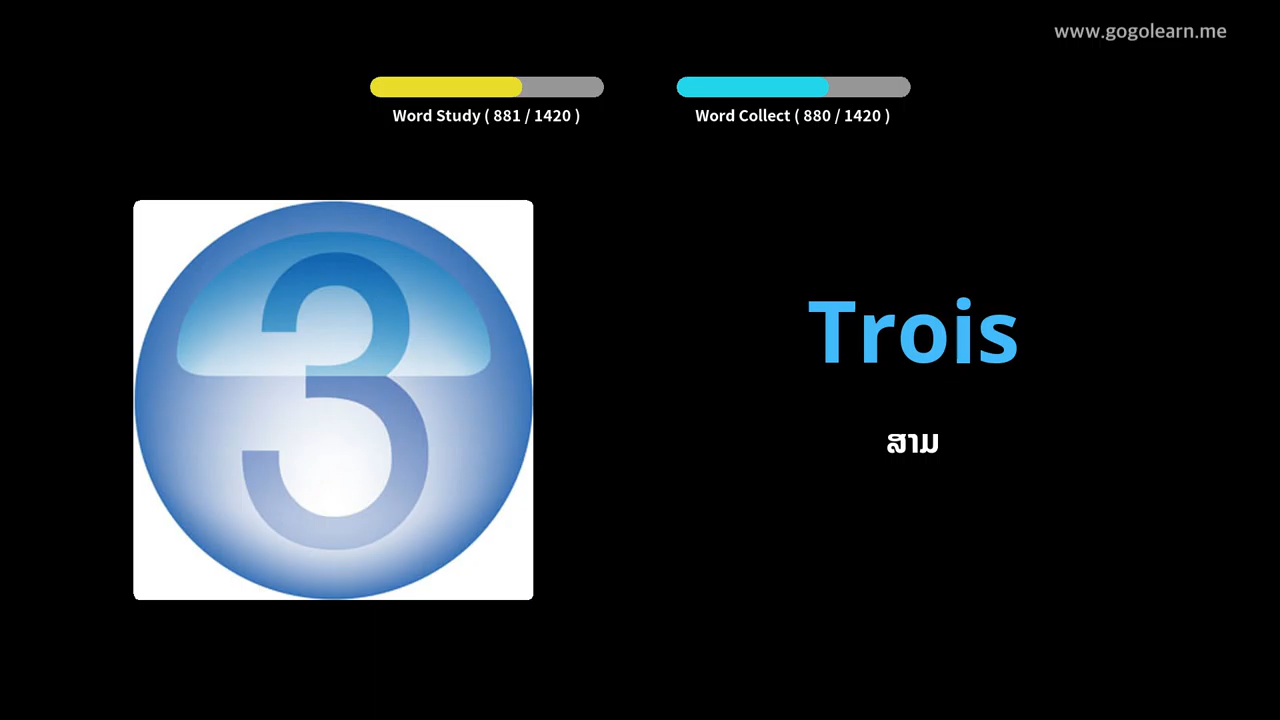 www.gogolearn.me
Word Study ( 881 / 1420 )
Word Collect ( 880 / 1420 )
3
Trois
ສາມ